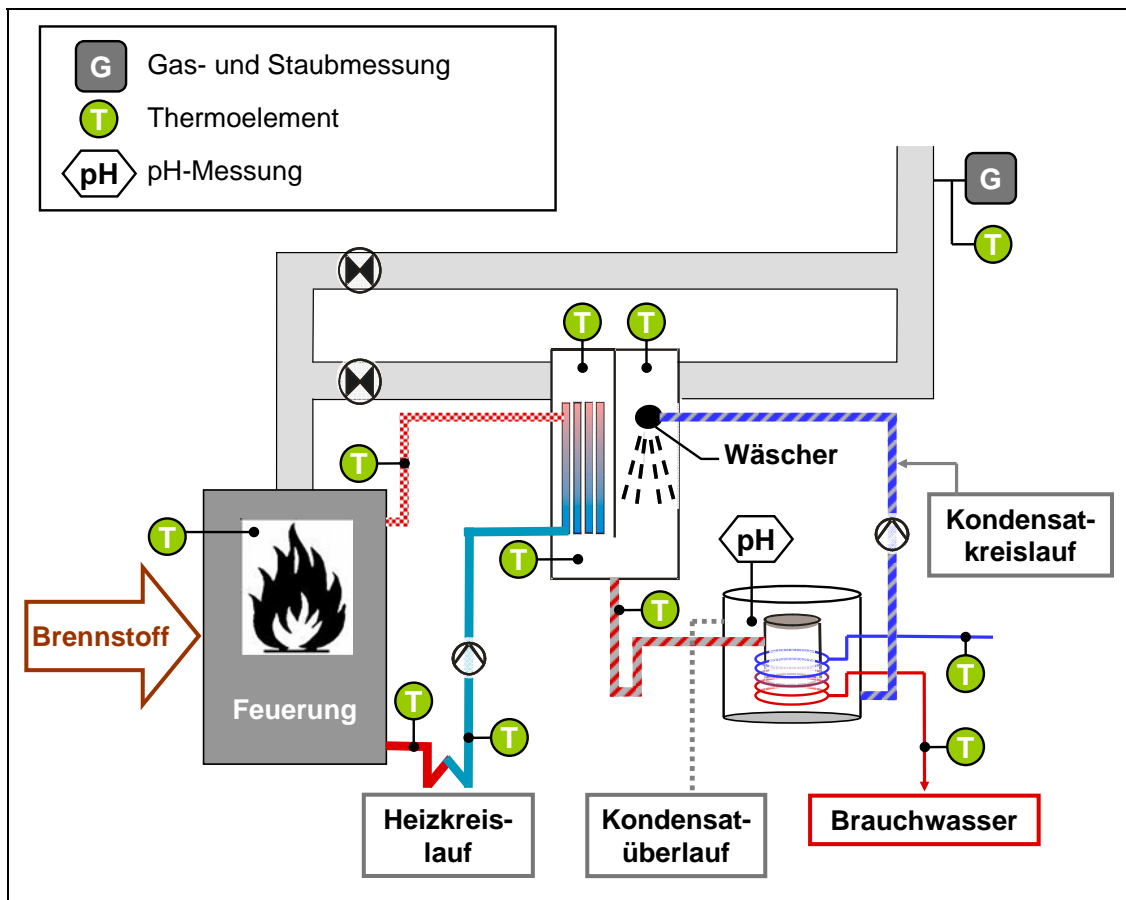 G Gas- und Staubmessung
T Thermoelement
pH pH-Messung
G
T
T T
T
Wäscher
T
pH
Kondensat-
kreislauf
T
T
Brennstoff
T
Feuerung
T
T
T
Heizkreis-
lauf
Kondensat-
überlauf
Brauchwasser